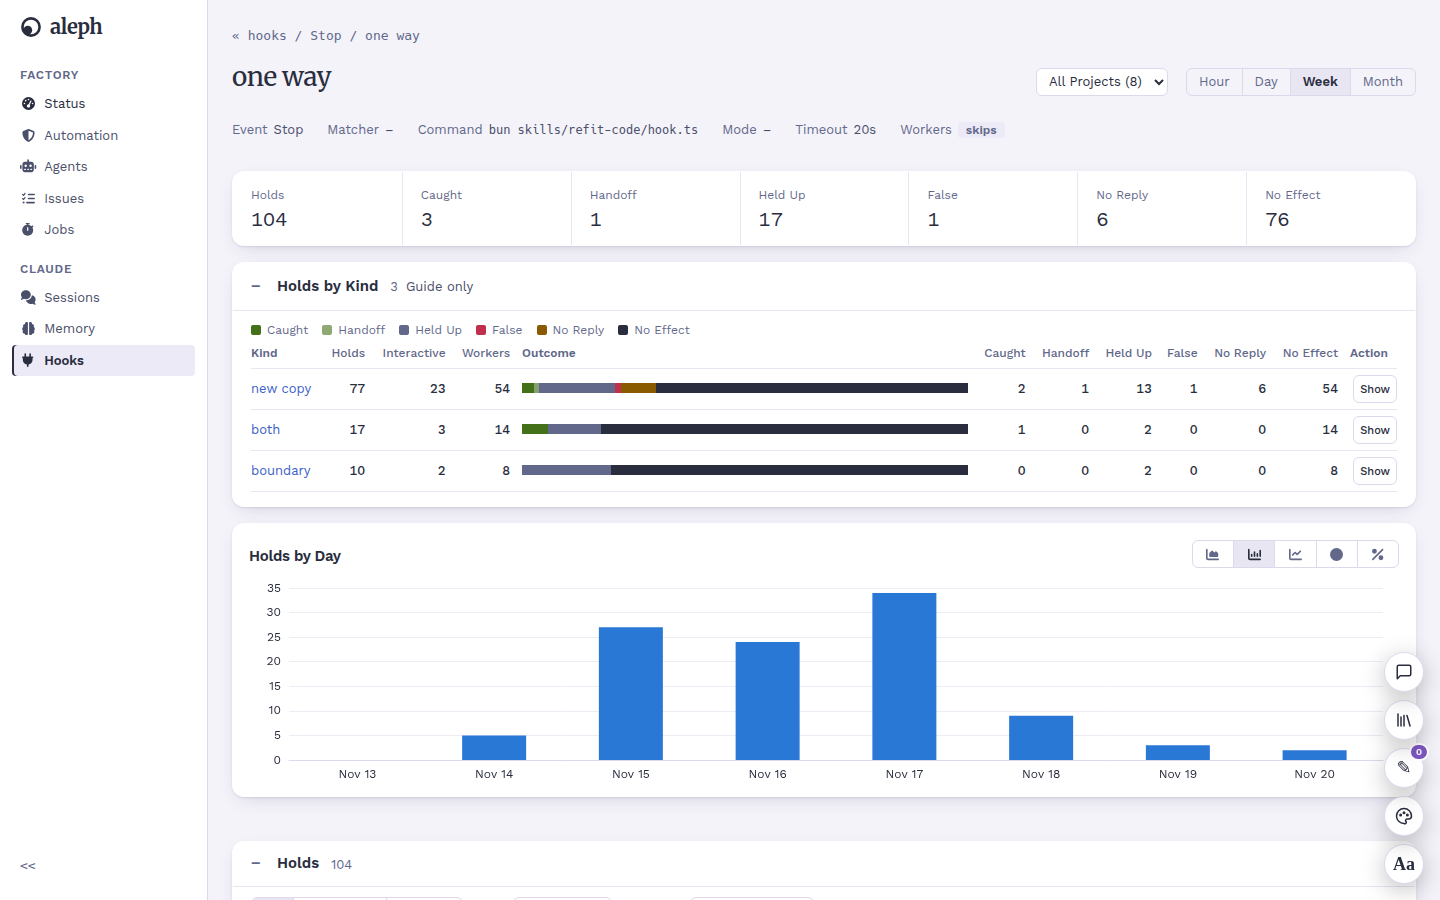 aleph
FACTORY
Status
Automation
Agents
Issues
Jobs
CLAUDE
Sessions
Memory
Hooks
<<
« hooks / Stop / one way
one way
All Projects (8)
Hour Day Week Month
Event Stop Matcher – Command bun skills/refit-code/hook.ts Mode – Timeout 20s Workers skips
Holds Caught Handoff Held Up False No Reply No Effect
104 3 1 17 1 6 76
– Holds by Kind 3 Guide only
Caught Handoff Held Up False No Reply No Effect
Kind Holds Interactive Workers Outcome Caught Handoff Held Up False No Reply No Effect Action
new copy 77 23 54 2 1 13 1 6 54 Show
both 17 3 14 1 0 2 0 0 14 Show
boundary 10 2 8 0 0 2 0 0 8 Show
Holds by Day
35
30
25
20
15
10
5
0
Nov 13 Nov 14 Nov 15 Nov 16 Nov 17 Nov 18 Nov 19 Nov 20
0
Aa
– Holds 104